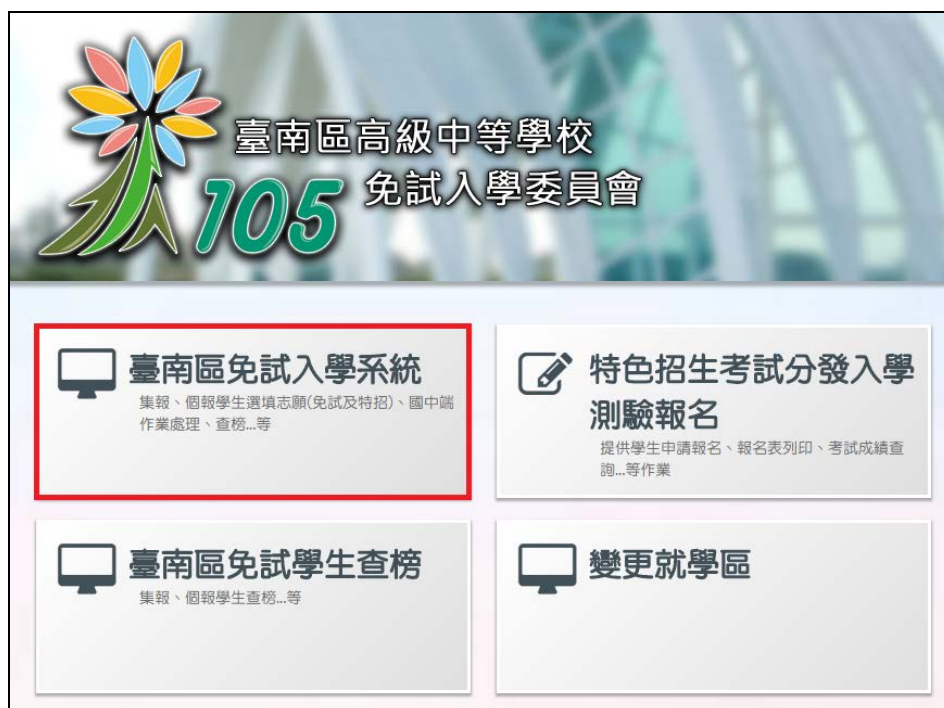 臺南區高級中等學校
105 免試入學委員會
臺南區免試入學系統
集報、個報學生選填志願(免試及特招)、國中端
作業處理、查榜...等
特色招生考試分發入學
測驗報名
提供學生申請報名、報名表列印、考試成績查
詢...等作業
臺南區免試學生查榜
集報、個報學生查榜...等
變更就學區